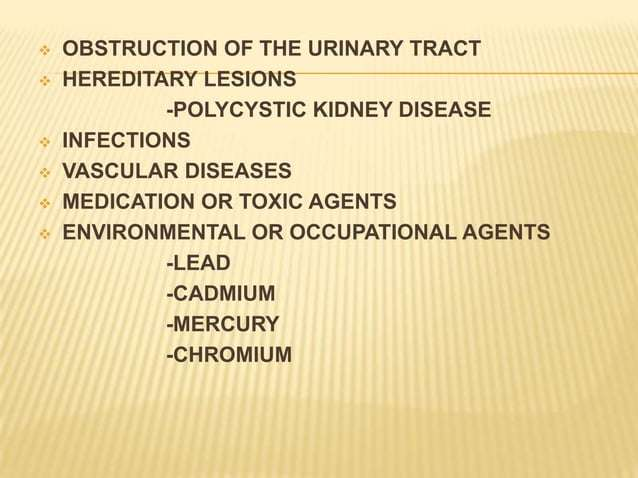 ❖ OBSTRUCTION OF THE URINARY TRACT
❖ HEREDITARY LESIONS
-POLYCYSTIC KIDNEY DISEASE
❖ INFECTIONS
❖ VASCULAR DISEASES
❖ MEDICATION OR TOXIC AGENTS
❖ ENVIRONMENTAL OR OCCUPATIONAL AGENTS
-LEAD
-CADMIUM
-MERCURY
-CHROMIUM